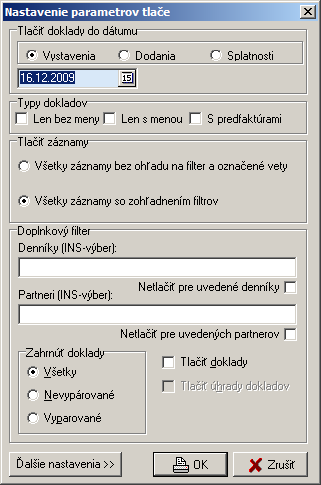 Nastavenie parametrov tlače
Tlačiť doklady do dátumu
Vystavenia Dodania Splatnosti
16.12.2009 15
Typy dokladov
Len bez meny Len s menou S predfaktúrami
Tlačiť záznamy
Všetky záznamy bez ohľadu na filter a označené vety
Všetky záznamy so zohľadnením filtrov
Doplnkový filter
Denníky (INS-výber):
Netlačiť pre uvedené denníky
Partneri (INS-výber):
Netlačiť pre uvedených partnerov
Zahrnúť doklady
Všetky
Nevypárované
Vyparované
Tlačiť doklady
Tlačiť úhrady dokladov
Ďalšie nastavenia >> OK Zrušiť